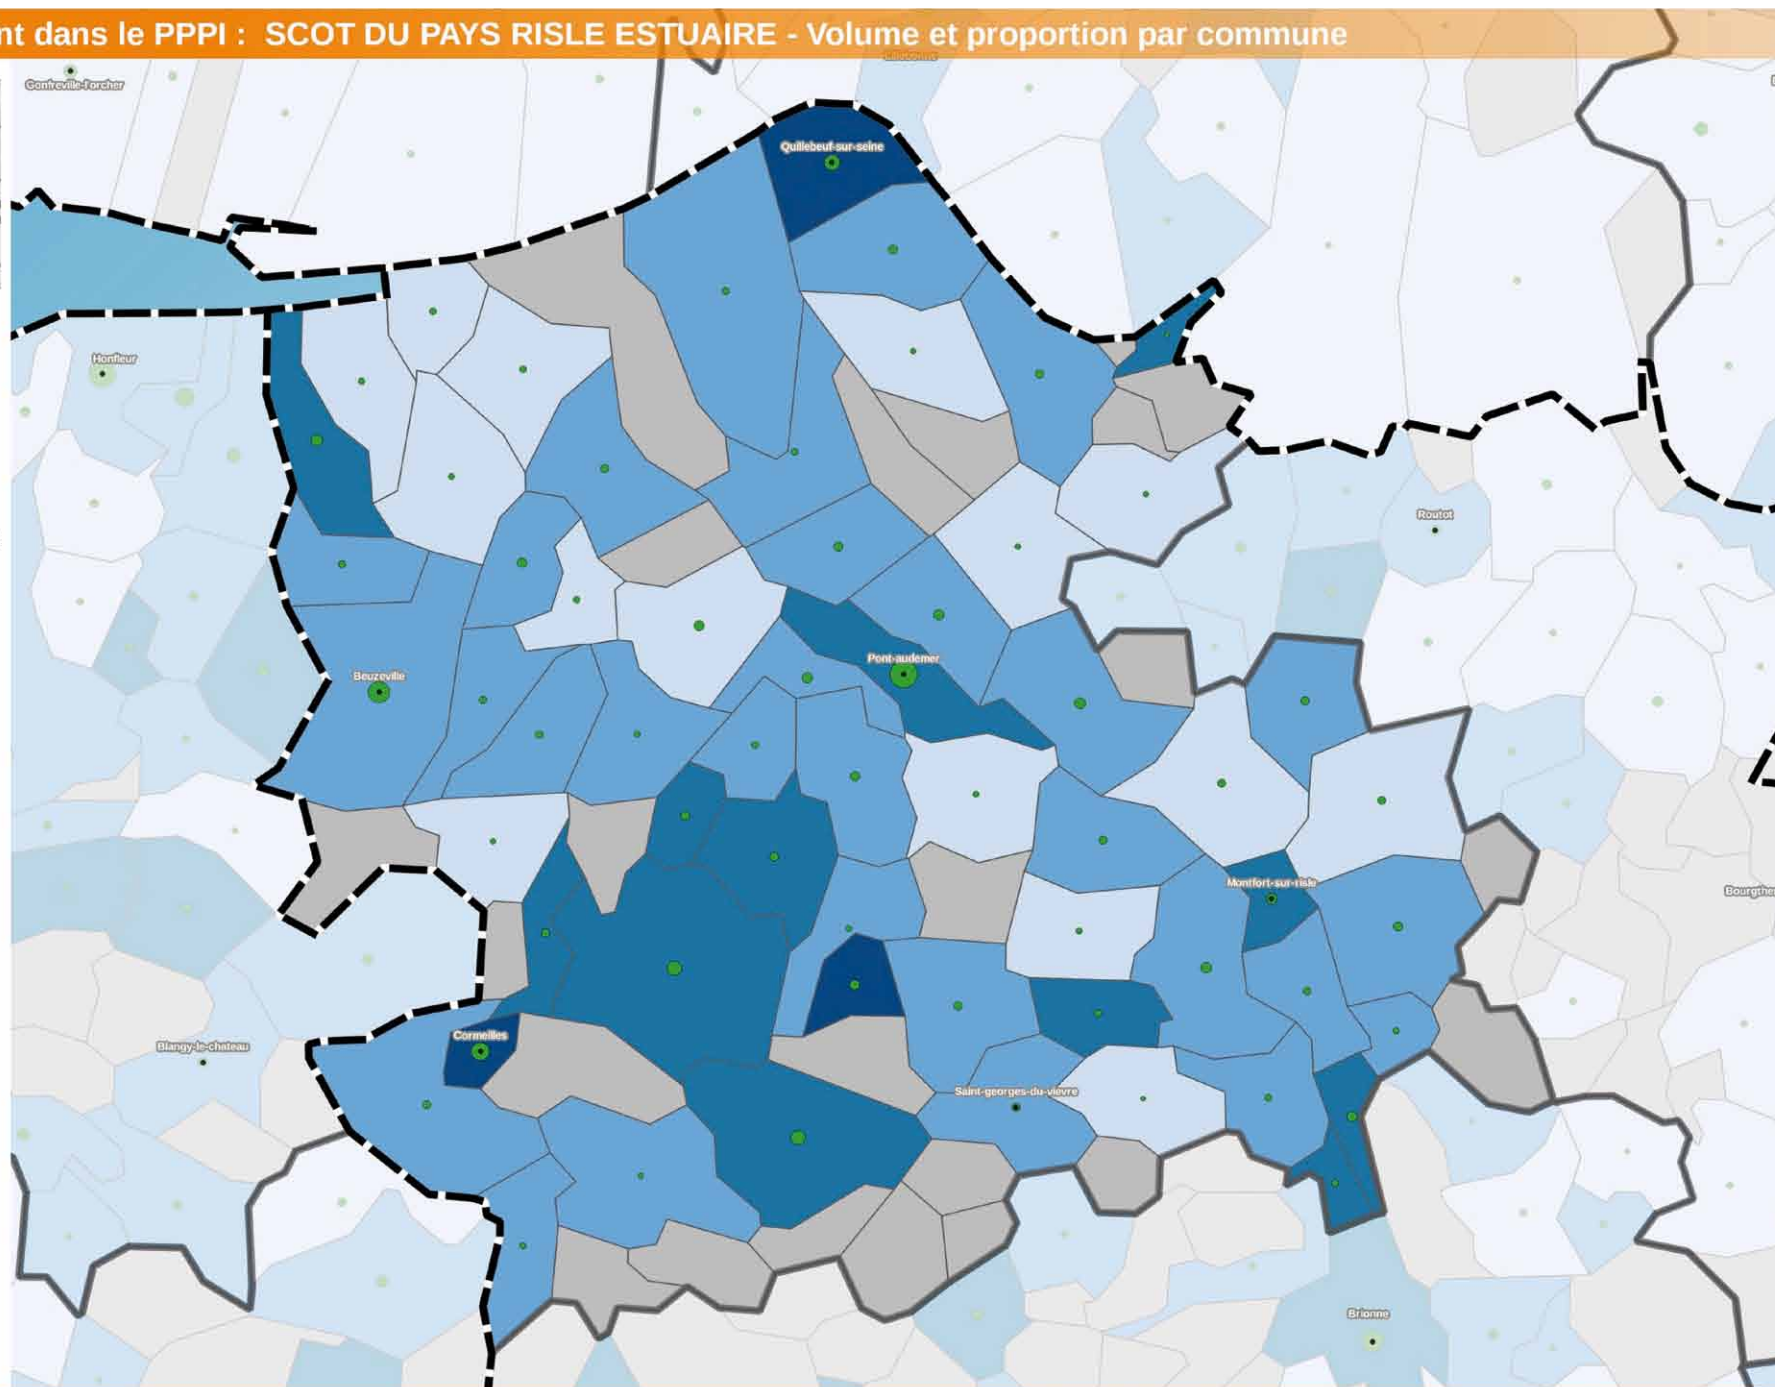 nt dans le PPPI : SCOT DU PAYS RISLE ESTUAIRE - Volume et proportion par commune
Gonfreville-l'orcher
Quillebeuf-sur-seine
Honfleur
Routot
Pont-audemer
Beuzeville
Montfort-sur-risle
Bourgthe
Cormeilles
Blangy-le-chateau
Saint-georges-du-vièvre
Brionne